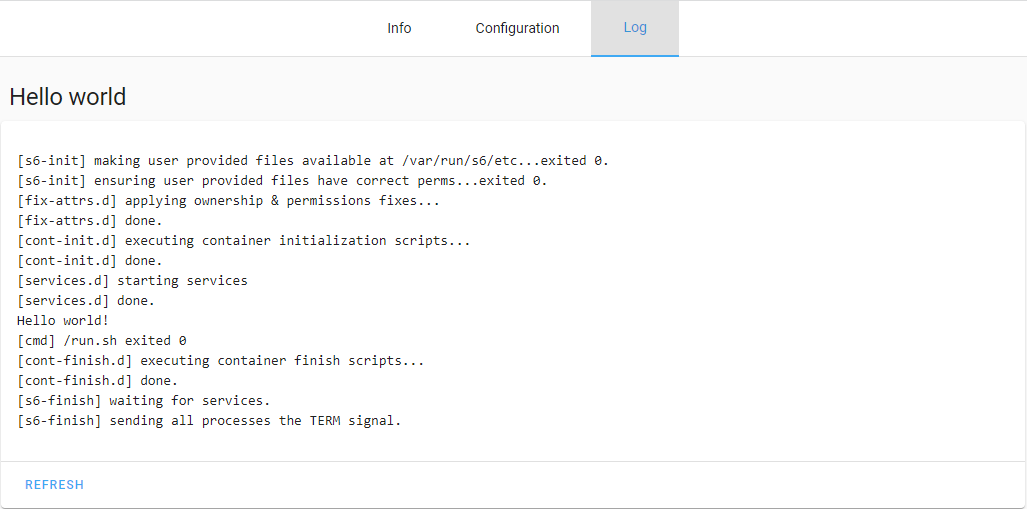 Info
Configuration
Log
Hello world
[s6-init] making user provided files available at /var/run/s6/etc...exited 0.
[s6-init] ensuring user provided files have correct perms...exited 0.
[fix-attrs.d] applying ownership & permissions fixes...
[fix-attrs.d] done.
[cont-init.d] executing container initialization scripts...
[cont-init.d] done.
[services.d] starting services
[services.d] done.
Hello world!
[cmd] /run.sh exited 0
[cont-finish.d] executing container finish scripts...
[cont-finish.d] done.
[s6-finish] waiting for services.
[s6-finish] sending all processes the TERM signal.
REFRESH